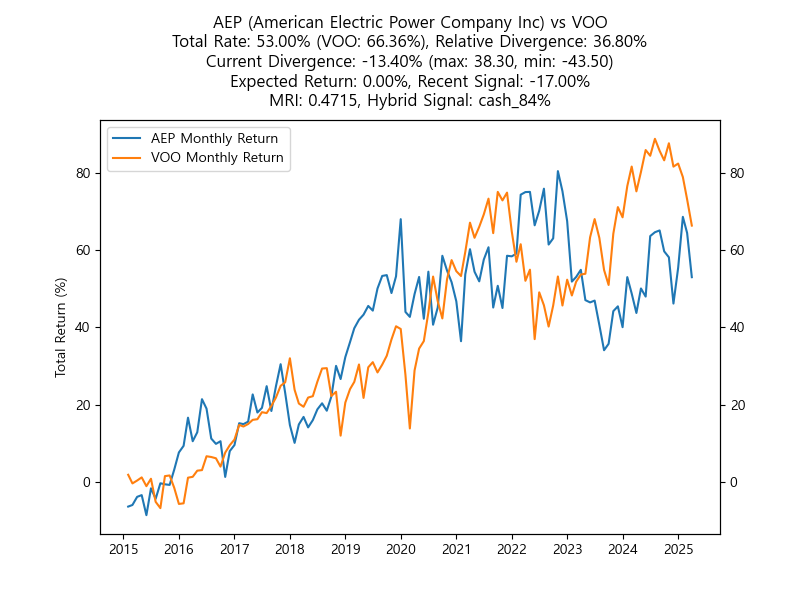 AEP (American Electric Power Company Inc) vs VOO
Total Rate: 53.00% (VOO: 66.36%), Relative Divergence: 36.80%
Current Divergence: -13.40% (max: 38.30, min: -43.50)
Expected Return: 0.00%, Recent Signal: -17.00%
MRI: 0.4715, Hybrid Signal: cash_84%
AEP Monthly Return
VOO Monthly Return
Total Return (%)
80
60
40
20
0
80
60
40
20
0
2015 2016 2017 2018 2019 2020 2021 2022 2023 2024 2025